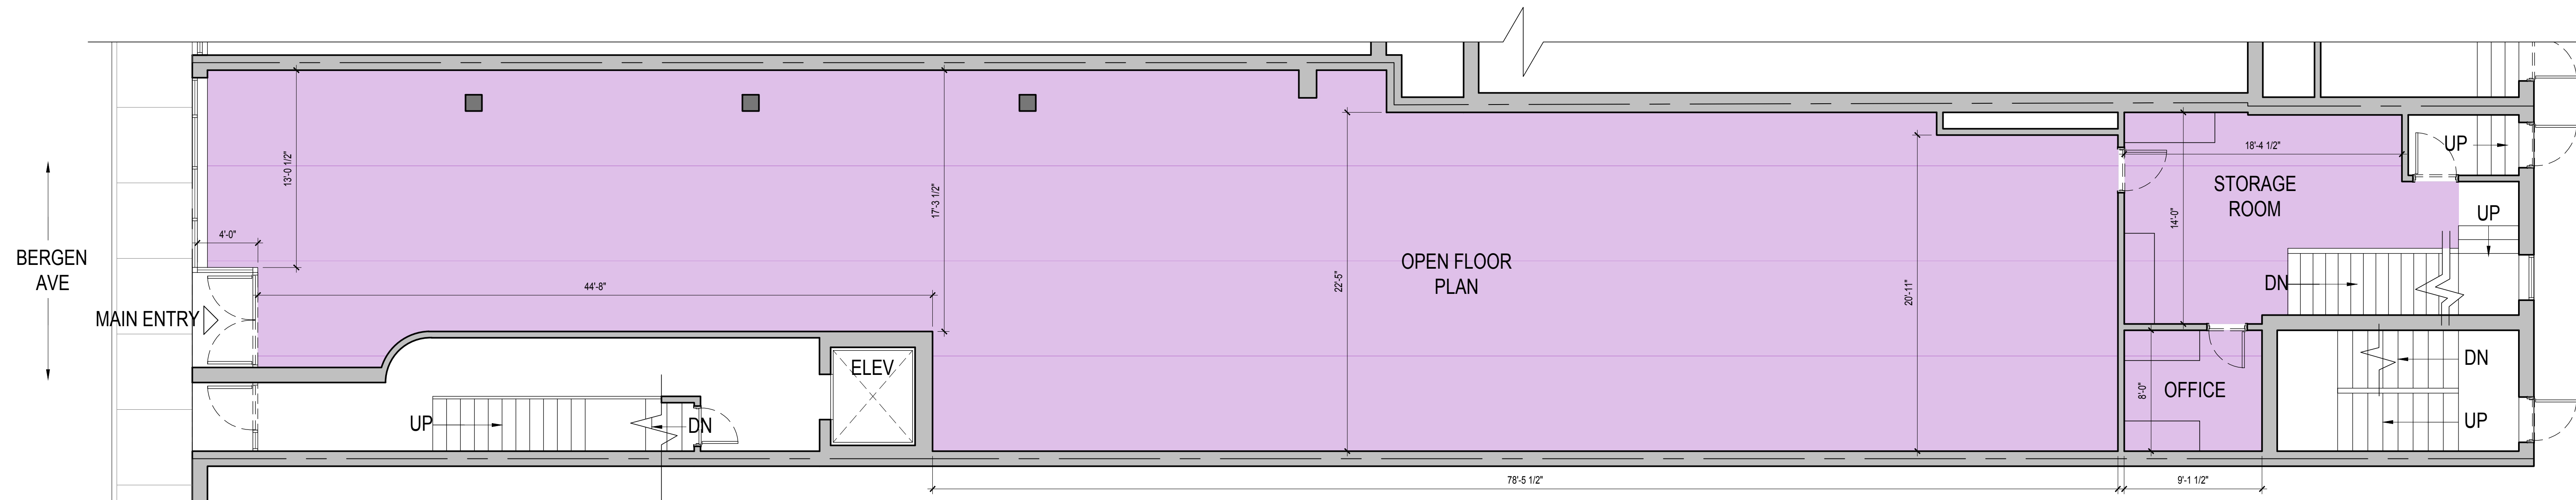 BERGEN
AVE
MAIN ENTRY
4'-0"
13'-0 1/2"
44'-8"
17'-3 1/2"
UP
DN
ELEV
22'-5"
OPEN FLOOR
PLAN
78'-5 1/2"
20'-11"
18'-4 1/2"
STORAGE
ROOM
14'-0"
UP
UP
DN
8'-0"
OFFICE
9'-1 1/2"
DN
UP